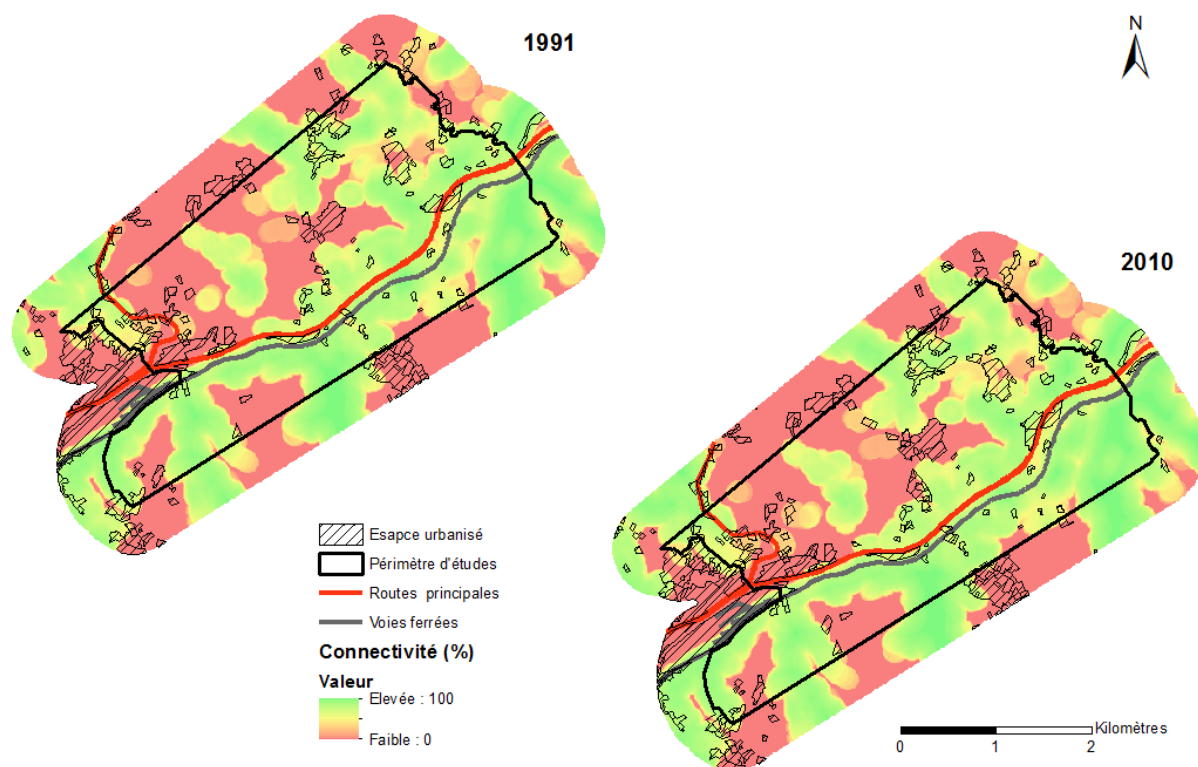 1991
N
2010
Esapce urbanisé
Périmètre d'études
Routes principales
Voies ferrées
Connectivité (%)
Valeur
Elevée : 100
Faible : 0
Kilomètres
0 1 2